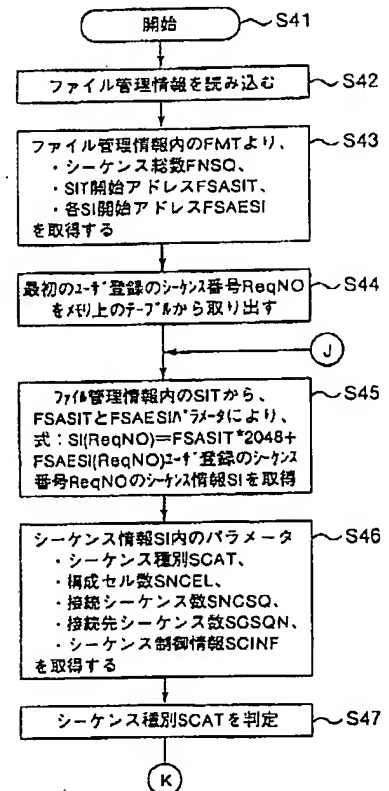 開始
S41
ファイル管理情報を読み込む
S42
ファイル管理情報内のFMTより、
・シーケンス総数FNSQ、
・SIT開始アドレスFSASIT、
・各SI開始アドレスFSAESI
を取得する
S43
最初のユーザ登録のシーケンス番号ReqNO
をメモリ上のテーブルから取り出す
S44
J
ファイル管理情報内のSITから、
FSASITとFSAESIパラメータにより、
式:SI(ReqNO)=FSASIT*2048+
FSAESI(ReqNO)ユーザ登録のシーケンス
番号ReqNOのシーケンス情報SIを取得
S45
シーケンス情報SI内のパラメータ
・シーケンス種別SCAT、
・構成セル数SNCEL、
・接続シーケンス数SNCSQ、
・接続先シーケンス数SCSQN、
・シーケンス制御情報SCINF
を取得する
S46
シーケンス種別SCATを判定
S47
K